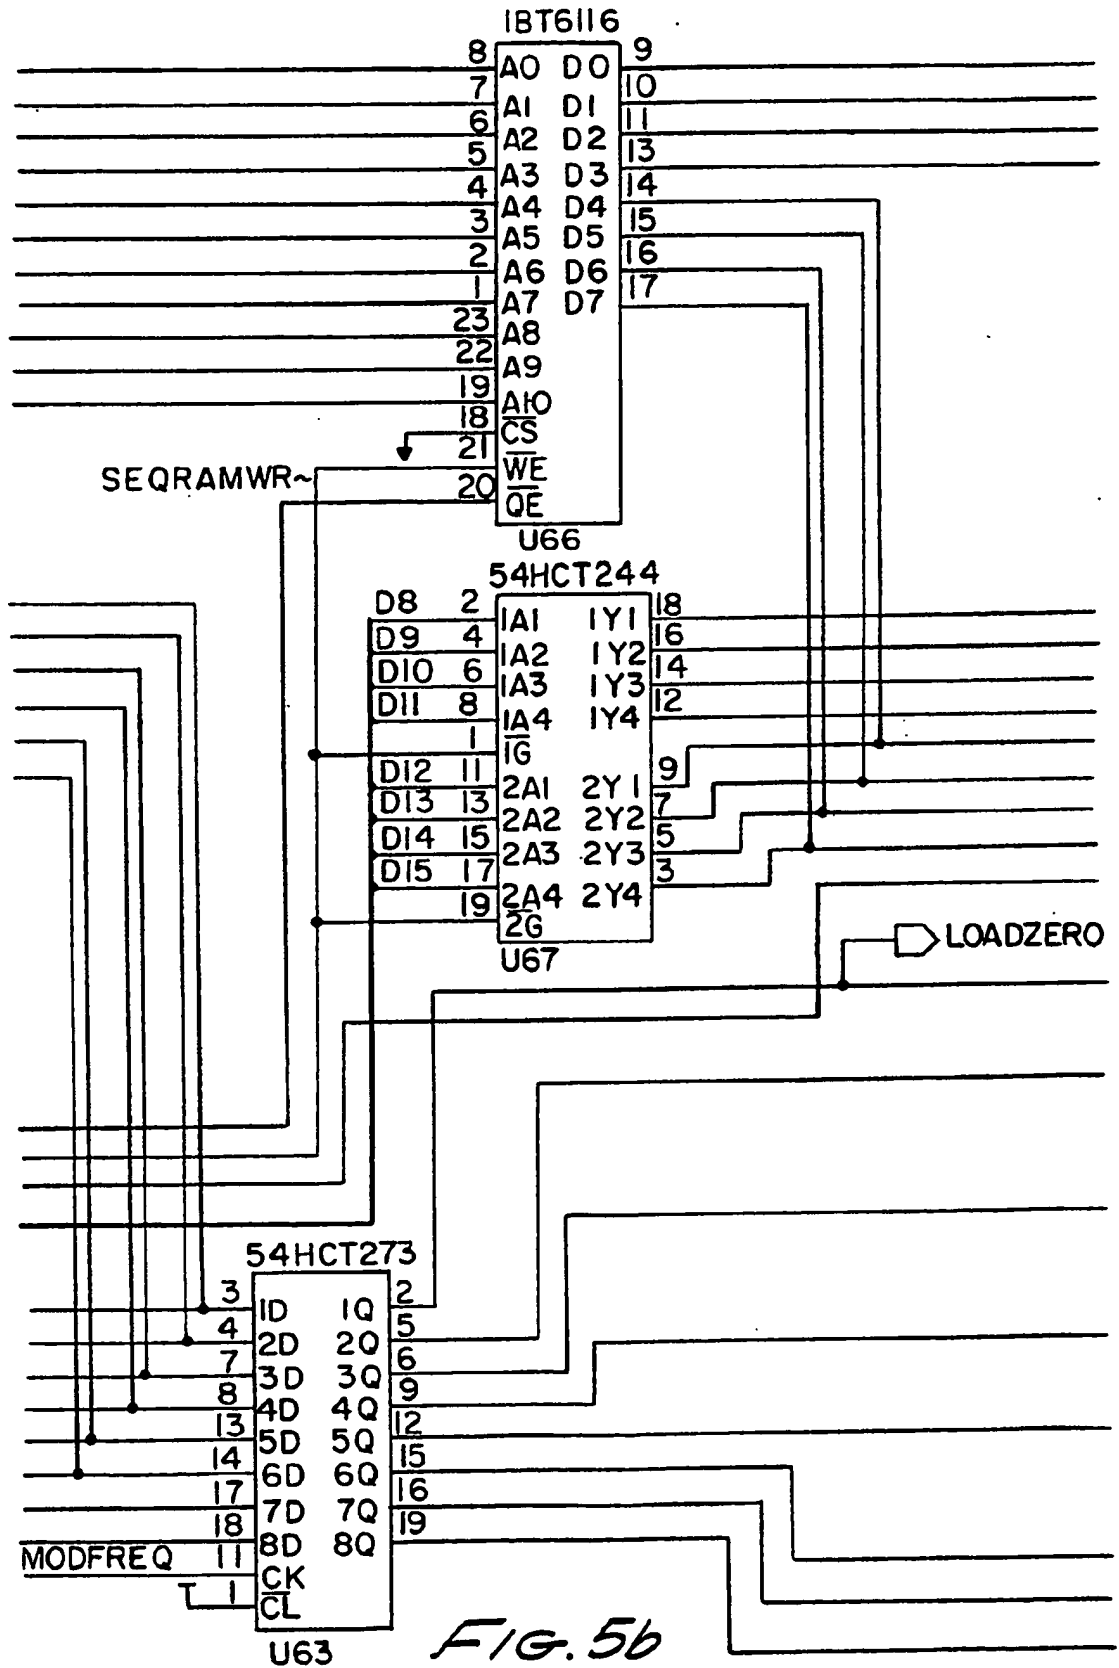 IBT6116
8 A0 D0 9
7 A1 D1 10
6 A2 D2 11
5 A3 D3 13
4 A4 D4 14
3 A5 D5 15
2 A6 D6 16
1 A7 D7 17
23 A8
22 A9
19 A10
18 CS
21 WE
SEQRAMWR~
20 QE
U66
54HCT244
D8 2 1A1 1Y1 18
D9 4 1A2 1Y2 16
D10 6 1A3 1Y3 14
D11 8 1A4 1Y4 12
1 1G
D12 11 2A1 2Y1 9
D13 13 2A2 2Y2 7
D14 15 2A3 2Y3 5
D15 17 2A4 2Y4 3
19 2G
U67
LOADZERO
54HCT273
3 1D 1Q 2
4 2D 2Q 5
7 3D 3Q 6
8 4D 4Q 9
13 5D 5Q 12
14 6D 6Q 15
17 7D 7Q 16
18 8D 8Q 19
MODFREQ 11 CK
1 CL
U63
FIG. 5b